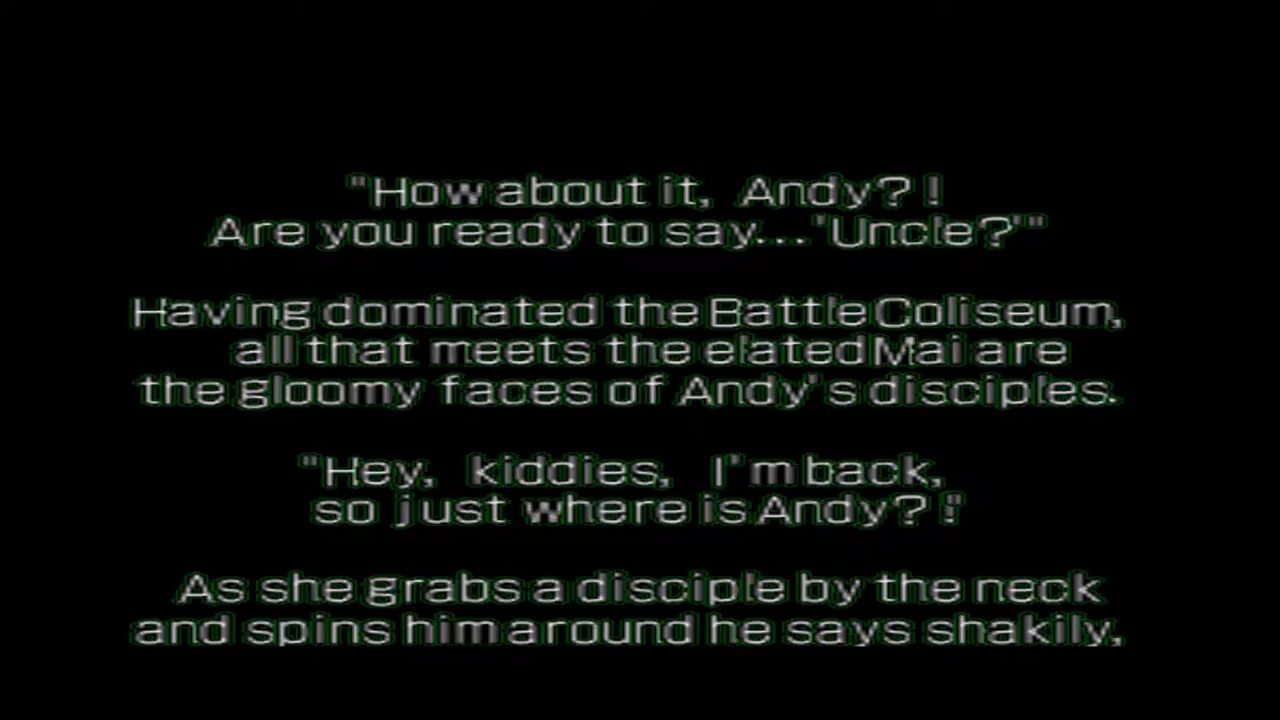 "How about it, Andy?!
Are you ready to say...'Uncle?'"
Having dominated the Battle Coliseum,
all that meets the elated Mai are
the gloomy faces of Andy's disciples.
"Hey, kiddies, I'm back,
so just where is Andy?!"
As she grabs a disciple by the neck
and spins him around he says shakily,